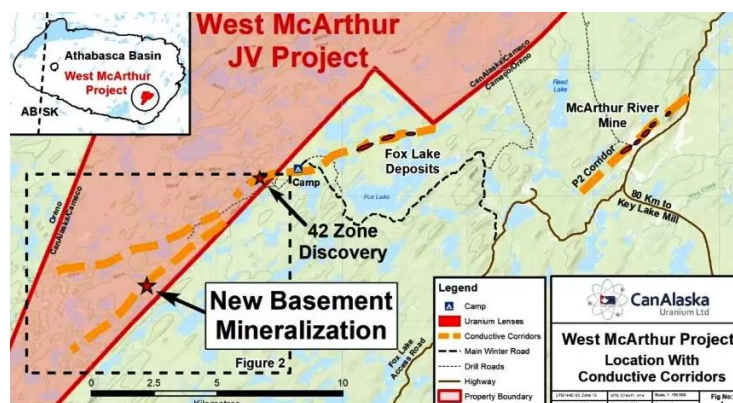 West McArthur
JV Project
Athabasca Basin
West McArthur
Project
AB
SK
CanAlaska/Cameco
Cameco/Orano
Reed
Lake
McArthur River
Mine
P2 Corridor
Fox Lake
Deposits
Camp
Fox Lake
80 Km to
Key Lake Mill
Orano
CanAlaska/Cameco
42 Zone
Discovery
New Basement
Mineralization
Figure 2
0
2.2
6
10
Kilometres
Fox Lake
Access Road
Legend
Camp
Uranium Lenses
Conductive Corridors
Main Winter Road
Drill Roads
Highway
Property Boundary
CanAlaska
Uranium Ltd
West McArthur Project
Location With
Conductive Corridors
Fig No: